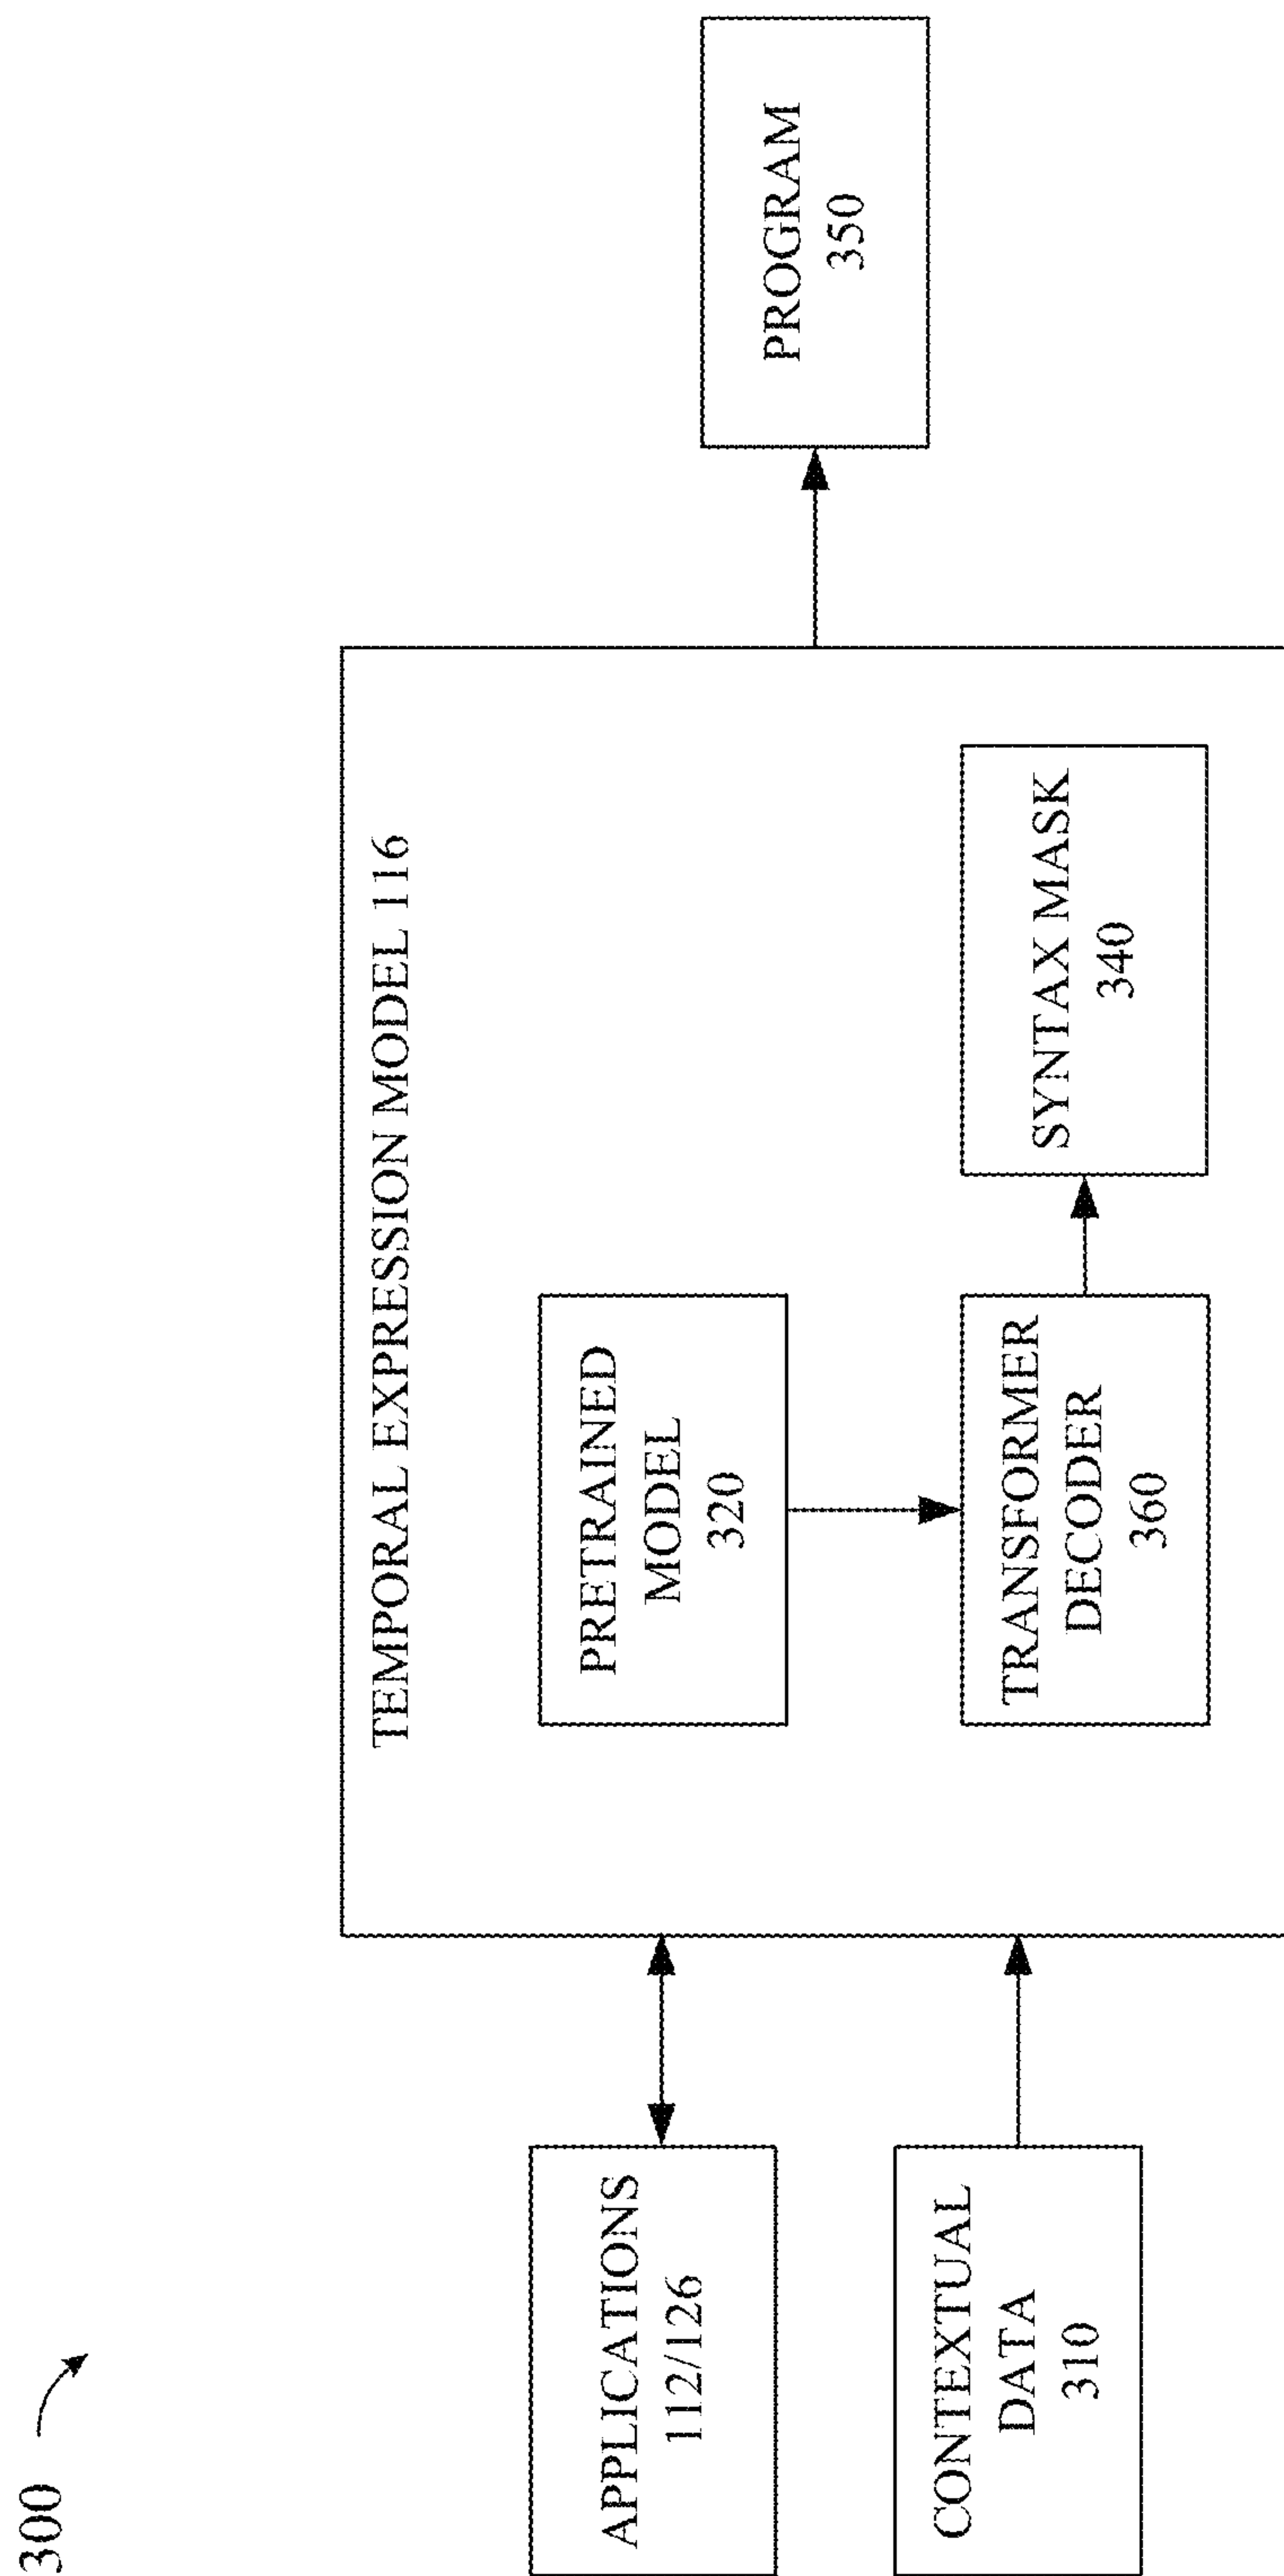 300
APPLICATIONS
112/126
CONTEXTUAL
DATA
310
TEMPORAL EXPRESSION MODEL 116
PRETRAINED
MODEL
320
TRANSFORMER
DECODER
360
SYNTAX MASK
340
PROGRAM
350